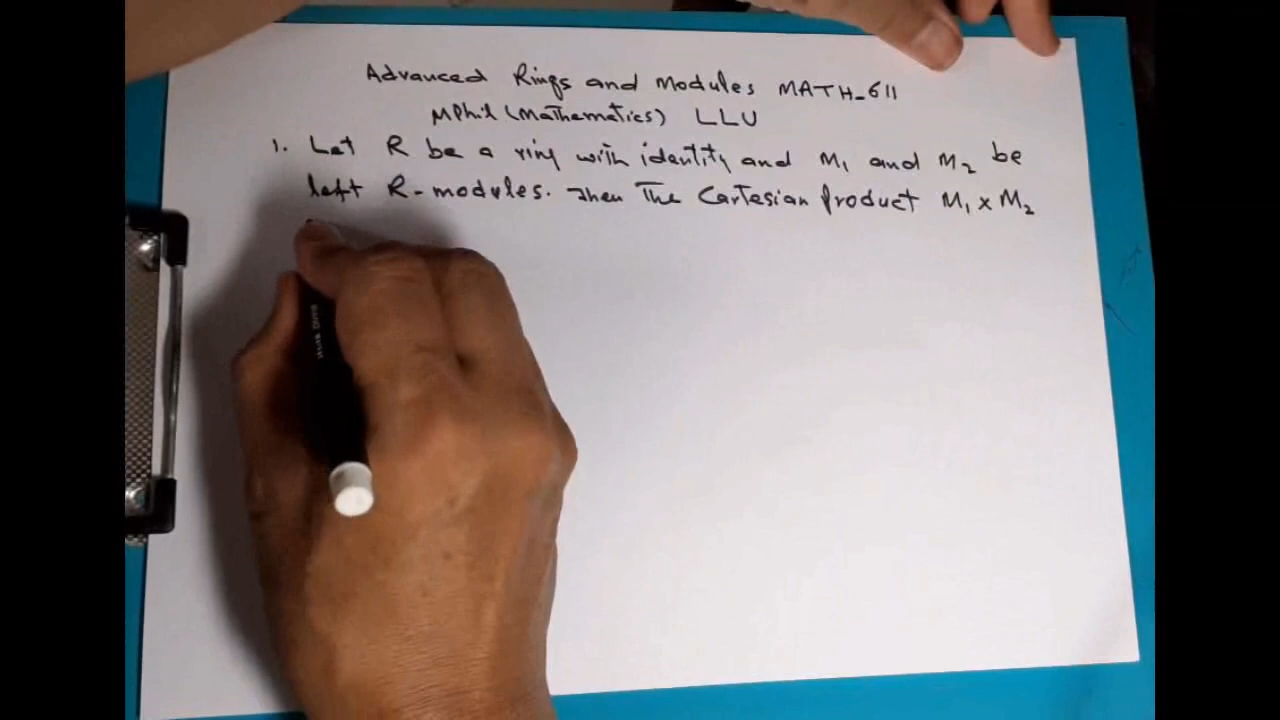 Advanced Rings and Modules MATH-611
MPhil (Mathematics) LLU
1. Let R be a ring with identity and M₁ and M₂ be
left R-modules. Then The Cartesian product M₁ x M₂